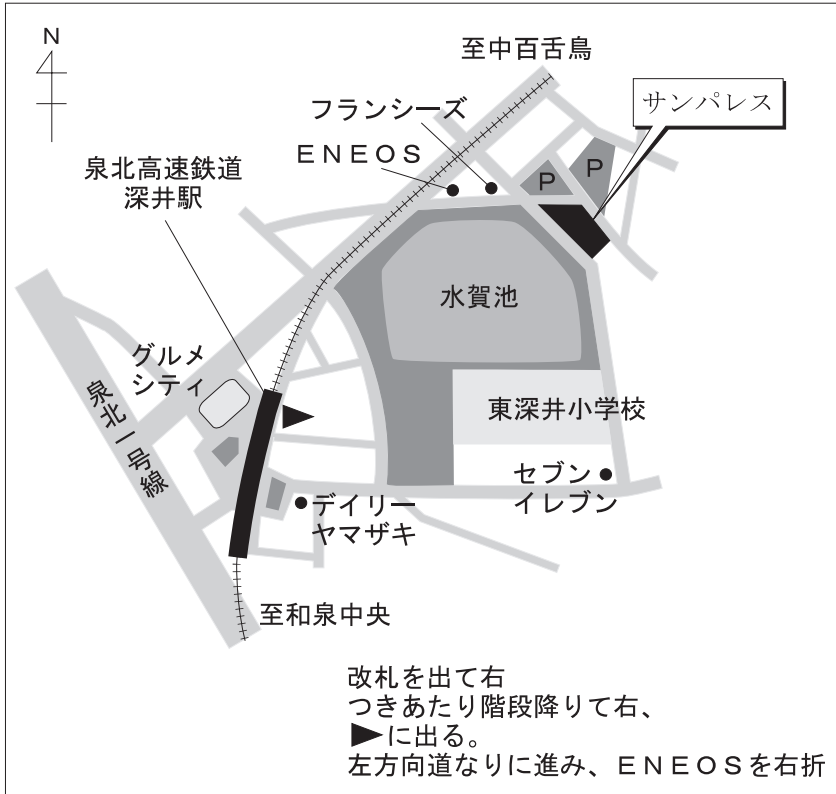 N
至中百舌鳥
サンパレス
フランシーズ
ＥＮＥＯＳ
P
P
泉北高速鉄道
深井駅
水賀池
グルメ
シティ
泉北一号線
東深井小学校
セブン
イレブン
デイリー
ヤマザキ
至和泉中央
改札を出て右
つきあたり階段降りて右、
▶に出る。
左方向道なりに進み、ＥＮＥＯＳを右折